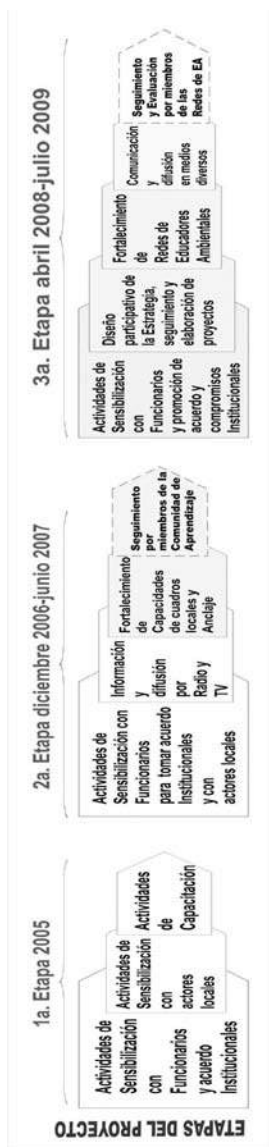 ETAPAS DEL PROYECTO
1a. Etapa 2005
Actividades de
Sensibilización
con
Funcionarios
y acuerdo
Institucionales
Actividades de
Sensibilización
con
actores
locales
Actividades
de
Capacitación
2a. Etapa diciembre 2006-junio 2007
Actividades de
Sensibilización con
Funcionarios
para tomar acuerdo
Institucionales
y con
actores locales
Información
y
difusión
por
Radio y
TV
Fortalecimiento
de
Capacidades
de cuadros
locales y
Anclaje
Seguimiento
por
miembros de la
Comunidad de
Aprendizaje
3a. Etapa abril 2008-julio 2009
Actividades de
Sensibilización
con
Funcionarios
y promoción de
acuerdo y
compromisos
Institucionales
Diseño
participativo de
la Estrategia,
seguimiento y
elaboración de
proyectos
Fortalecimiento
de
Redes de
Educadores
Ambientales
Comunicación
y
difusión
en medios
diversos
Seguimiento
y Evaluación
por miembros
de las
Redes de EA